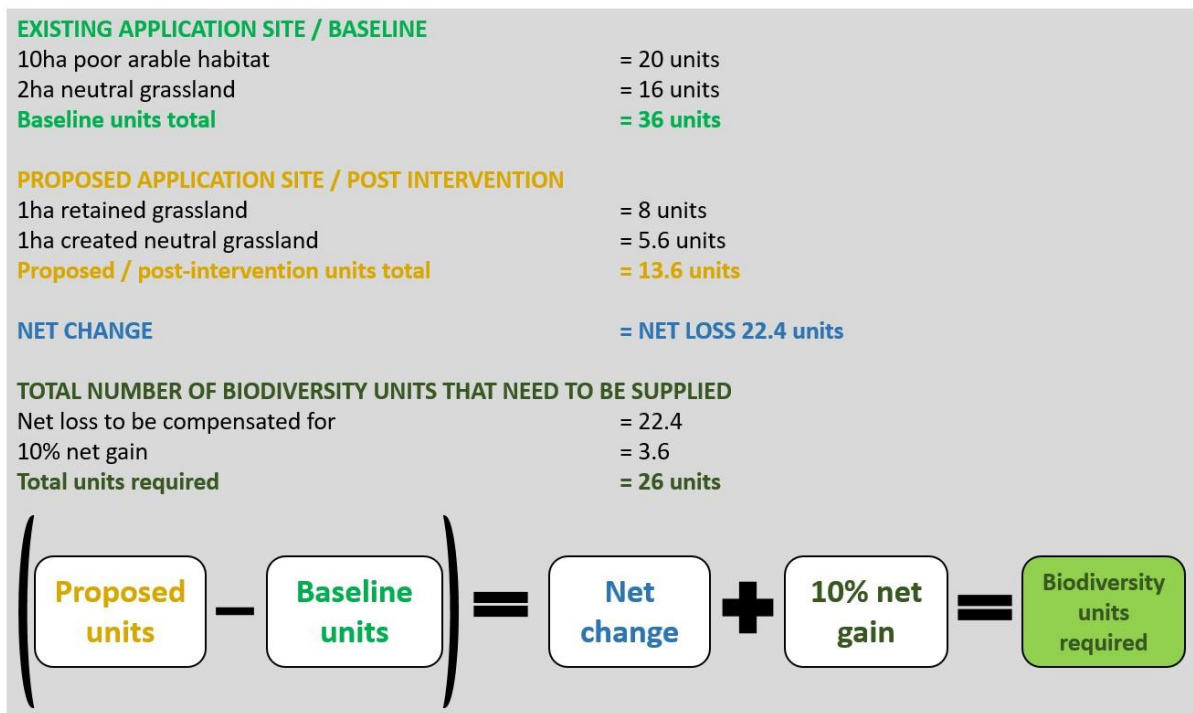 EXISTING APPLICATION SITE / BASELINE
10ha poor arable habitat = 20 units
2ha neutral grassland = 16 units
Baseline units total = 36 units
PROPOSED APPLICATION SITE / POST INTERVENTION
1ha retained grassland = 8 units
1ha created neutral grassland = 5.6 units
Proposed / post-intervention units total = 13.6 units
NET CHANGE = NET LOSS 22.4 units
TOTAL NUMBER OF BIODIVERSITY UNITS THAT NEED TO BE SUPPLIED
Net loss to be compensated for = 22.4
10% net gain = 3.6
Total units required = 26 units
( Proposed
units
−
Baseline
units )
=
Net
change
+
10% net
gain
=
Biodiversity
units
required